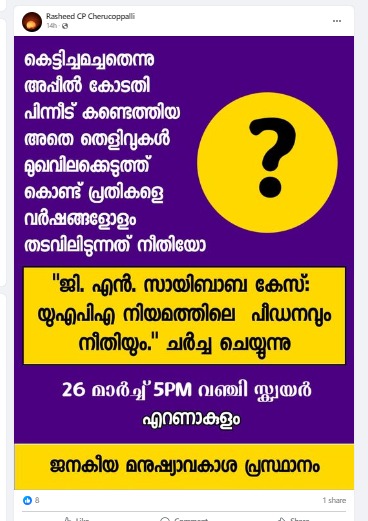 Rasheed CP Cherucoppalli
14h
കെട്ടിച്ചമച്ചതെന്നു
അപ്പീൽ കോടതി
പിന്നീട് കണ്ടെത്തിയ
അതെ തെളിവുകൾ
മുഖവിലക്കെടുത്ത്
കൊണ്ട് പ്രതികളെ
വർഷങ്ങളോളം
തടവിലിടുന്നത് നീതിയോ
?
"ജി. എൻ. സായിബാബ കേസ്:
യുഎപിഎ നിയമത്തിലെ പീഡനവും
നീതിയും." ചർച്ച ചെയ്യുന്നു
26 മാർച്ച് 5PM വഞ്ചി സ്ക്വയർ
എറണാകുളം
ജനകീയ മനുഷ്യാവകാശ പ്രസ്ഥാനം
8
1 share
Like Comment Share